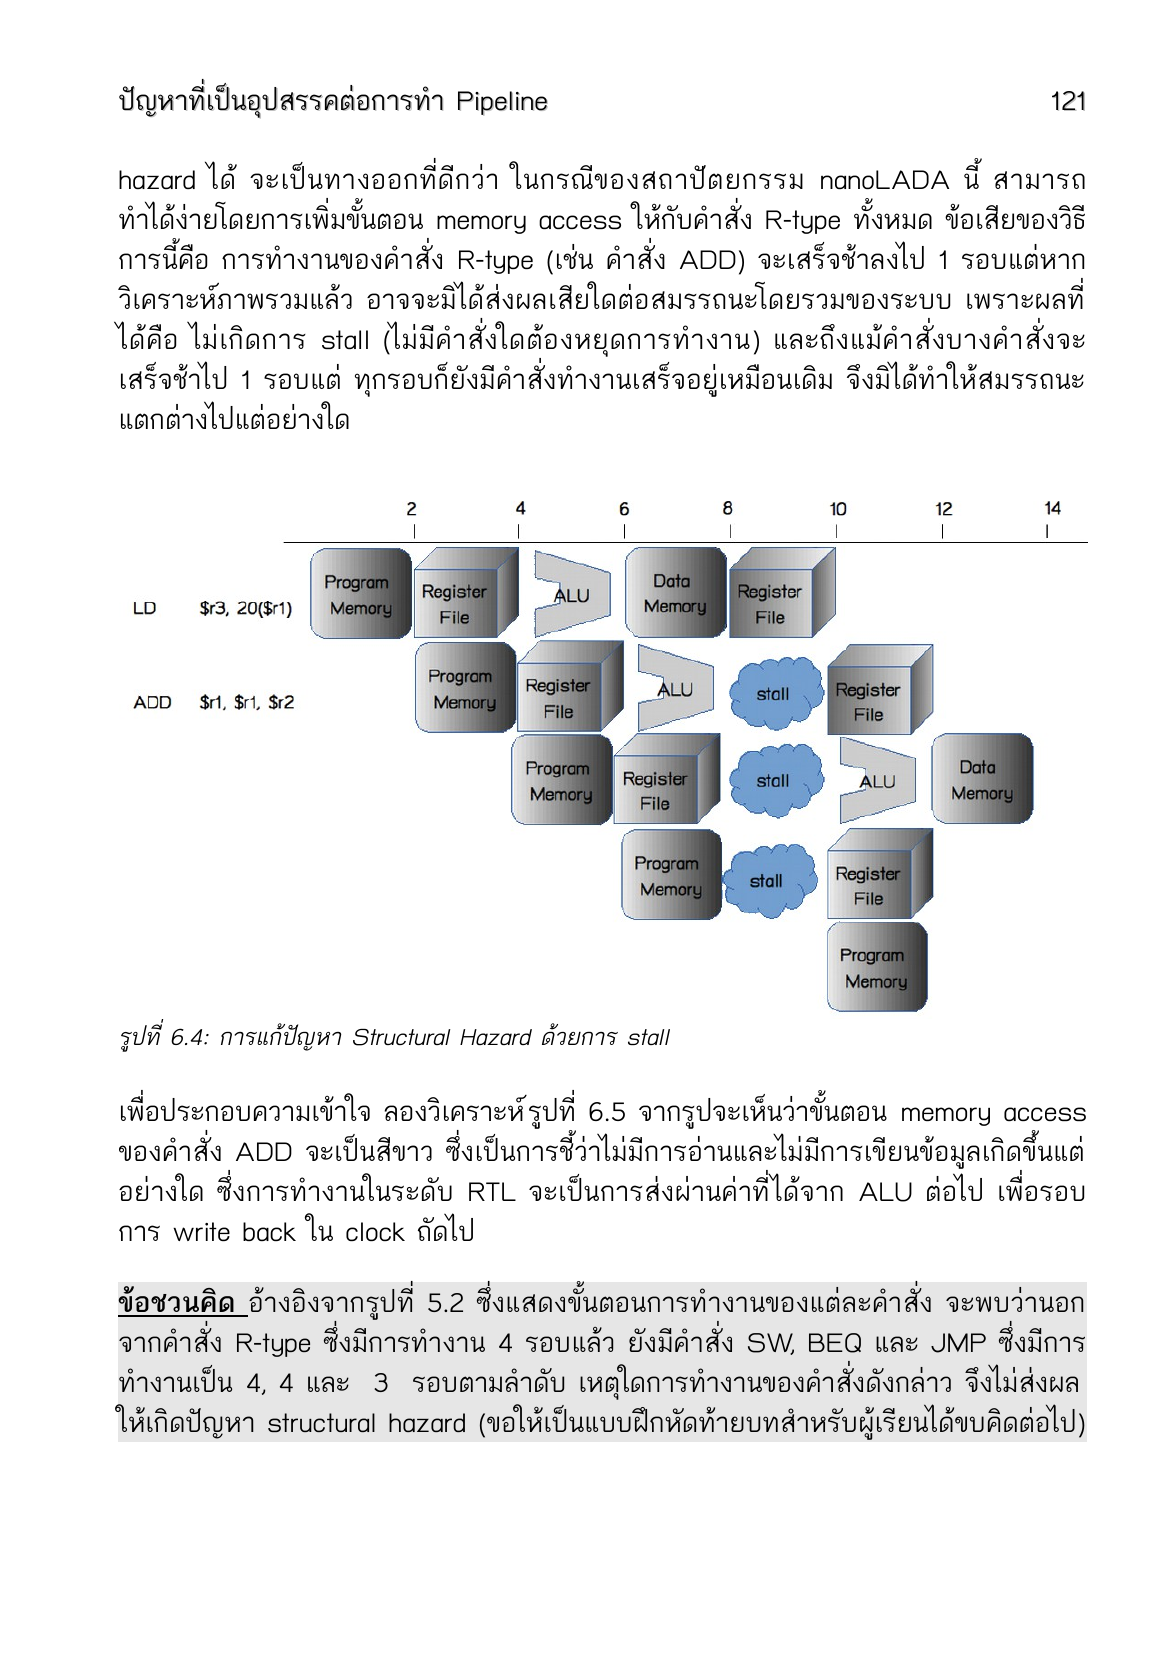 ปัญหาที่เป็นอุปสรรคต่อการทำ Pipeline 121
hazard ได้ จะเป็นทางออกที่ดีกว่า ในกรณีของสถาปัตยกรรม nanoLADA นี้ สามารถ
ทำได้ง่ายโดยการเพิ่มขั้นตอน memory access ให้กับคำสั่ง R-type ทั้งหมด ข้อเสียของวิธี
การนี้คือ การทำงานของคำสั่ง R-type (เช่น คำสั่ง ADD) จะเสร็จช้าลงไป 1 รอบแต่หาก
วิเคราะห์ภาพรวมแล้ว อาจจะมิได้ส่งผลเสียใดต่อสมรรถนะโดยรวมของระบบ เพราะผลที่
ได้คือ ไม่เกิดการ stall (ไม่มีคำสั่งใดต้องหยุดการทำงาน) และถึงแม้คำสั่งบางคำสั่งจะ
เสร็จช้าไป 1 รอบแต่ ทุกรอบก็ยังมีคำสั่งทำงานเสร็จอยู่เหมือนเดิม จึงมิได้ทำให้สมรรถนะ
แตกต่างไปแต่อย่างใด
2 4 6 8 10 12 14
LD $r3, 20($r1)
Program
Memory
Register
File
ALU
Data
Memory
Register
File
ADD $r1, $r1, $r2
Program
Memory
Register
File
ALU
stall
Register
File
Program
Memory
Register
File
stall
ALU
Data
Memory
Program
Memory
stall
Register
File
Program
Memory
รูปที่ 6.4: การแก้ปัญหา Structural Hazard ด้วยการ stall
เพื่อประกอบความเข้าใจ ลองวิเคราะห์รูปที่ 6.5 จากรูปจะเห็นว่าขั้นตอน memory access
ของคำสั่ง ADD จะเป็นสีขาว ซึ่งเป็นการชี้ว่าไม่มีการอ่านและไม่มีการเขียนข้อมูลเกิดขึ้นแต่
อย่างใด ซึ่งการทำงานในระดับ RTL จะเป็นการส่งผ่านค่าที่ได้จาก ALU ต่อไป เพื่อรอบ
การ write back ใน clock ถัดไป
ข้อชวนคิด อ้างอิงจากรูปที่ 5.2 ซึ่งแสดงขั้นตอนการทำงานของแต่ละคำสั่ง จะพบว่านอก
จากคำสั่ง R-type ซึ่งมีการทำงาน 4 รอบแล้ว ยังมีคำสั่ง SW, BEQ และ JMP ซึ่งมีการ
ทำงานเป็น 4, 4 และ 3 รอบตามลำดับ เหตุใดการทำงานของคำสั่งดังกล่าว จึงไม่ส่งผล
ให้เกิดปัญหา structural hazard (ขอให้เป็นแบบฝึกหัดท้ายบทสำหรับผู้เรียนได้ขบคิดต่อไป)